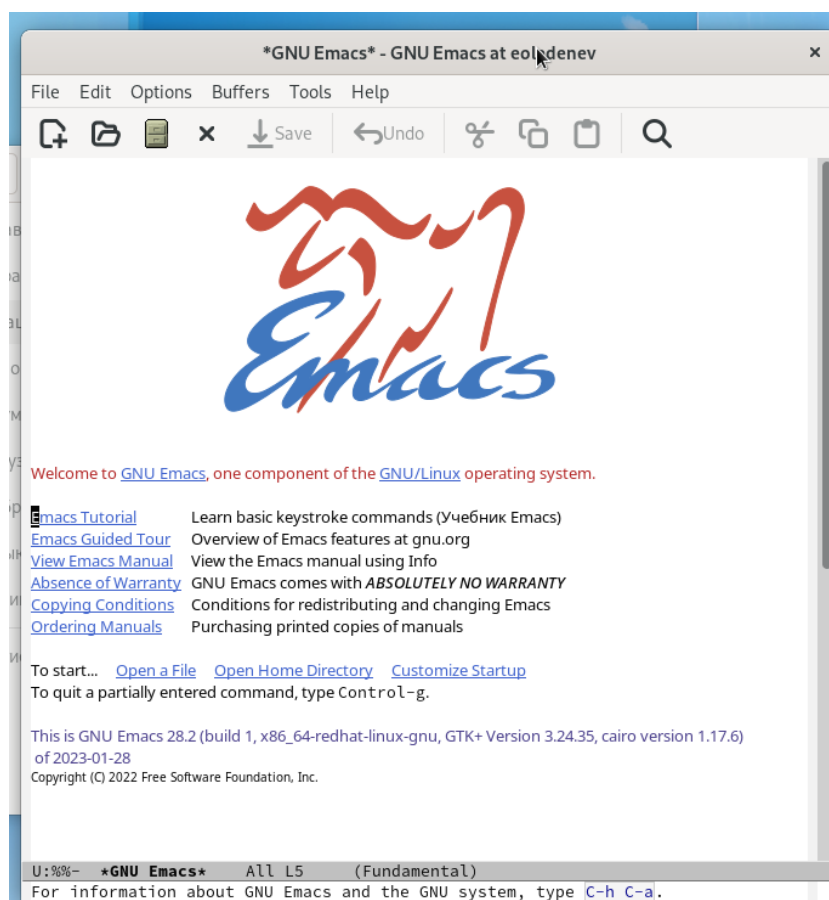 *GNU Emacs* - GNU Emacs at
File Edit Options Buffers Tools Help
Save Undo
Emacs
Welcome to GNU Emacs, one component of the GNU/Linux operating system.
Emacs Tutorial Learn basic keystroke commands (Учебник Emacs)
Emacs Guided Tour Overview of Emacs features at gnu.org
View Emacs Manual View the Emacs manual using Info
Absence of Warranty GNU Emacs comes with ABSOLUTELY NO WARRANTY
Copying Conditions Conditions for redistributing and changing Emacs
Ordering Manuals Purchasing printed copies of manuals
To start... Open a File Open Home Directory Customize Startup
To quit a partially entered command, type Control-g.
This is GNU Emacs 28.2 (build 1, x86_64-redhat-linux-gnu, GTK+ Version 3.24.35, cairo version 1.17.6)
of 2023-01-28
Copyright (C) 2022 Free Software Foundation, Inc.
U:%%- *GNU Emacs* All L5 (Fundamental)
For information about GNU Emacs and the GNU system, type C-h C-a.